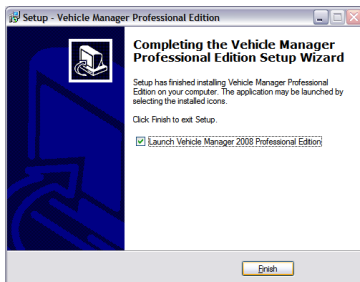 Setup - Vehicle Manager Professional Edition
Completing the Vehicle Manager
Professional Edition Setup Wizard
Setup has finished installing Vehicle Manager Professional
Edition on your computer. The application may be launched by
selecting the installed icons.
Click Finish to exit Setup.
Launch Vehicle Manager 2008 Professional Edition
Finish